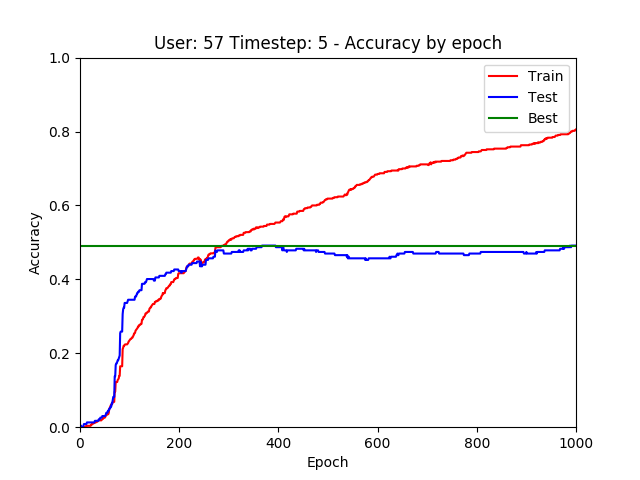 User: 57 Timestep: 5 - Accuracy by epoch
1.0
0.8
0.6
0.4
0.2
0.0
Accuracy
Train
Test
Best
0 200 400 600 800 1000
Epoch